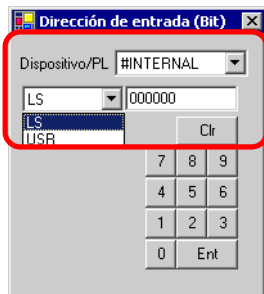 Dirección de entrada (Bit)
Dispositivo/PL #INTERNAL
LS 000000
LS
USR
Clr
7 8 9
4 5 6
1 2 3
0 Ent